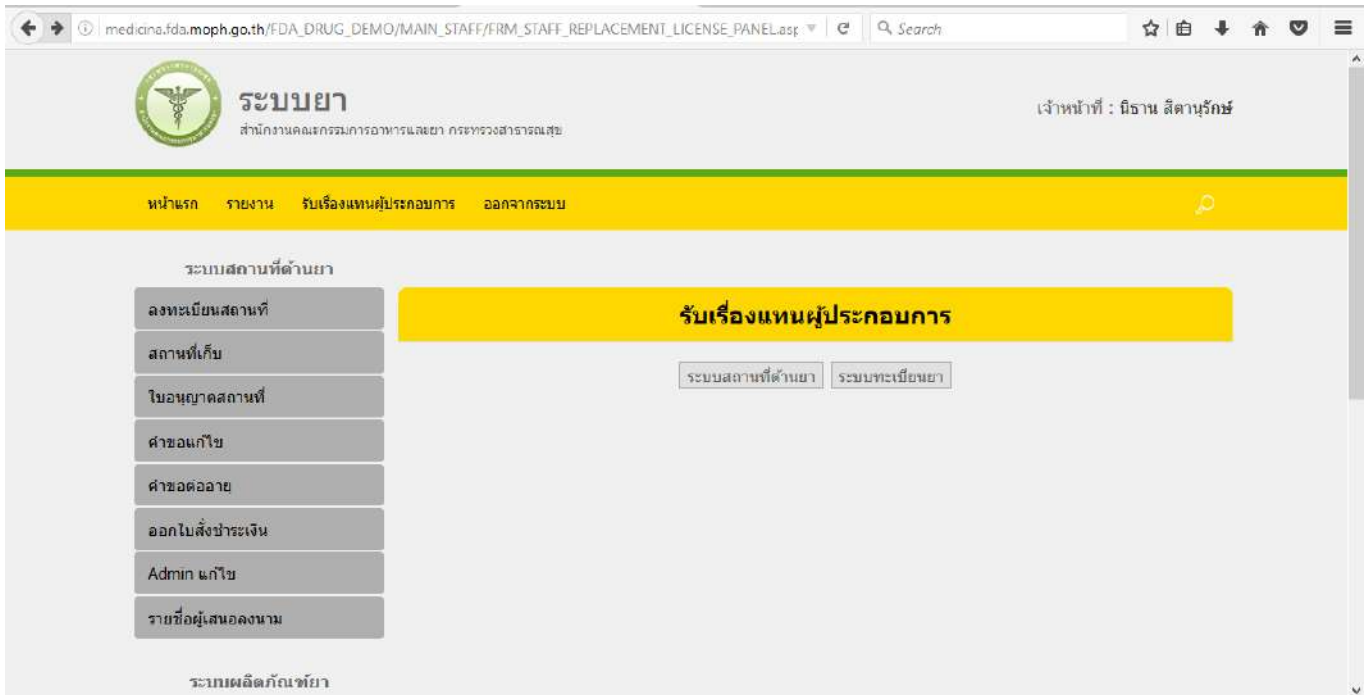 medicina.fda.moph.go.th/FDA_DRUG_DEMO/MAIN_STAFF/FRM_STAFF_REPLACEMENT_LICENSE_PANEL.asp
Search
ระบบยา
สำนักงานคณะกรรมการอาหารและยา กระทรวงสาธารณสุข
เจ้าหน้าที่ : นิธาน สิตานุรักษ์
หน้าแรก รายงาน รับเรื่องแทนผู้ประกอบการ ออกจากระบบ
ระบบสถานที่ด้านยา
ลงทะเบียนสถานที่
รับเรื่องแทนผู้ประกอบการ
สถานที่เก็บ
ระบบสถานที่ด้านยา ระบบทะเบียนยา
ใบอนุญาตสถานที่
คำขอแก้ไข
คำขอต่ออายุ
ออกใบสั่งชำระเงิน
Admin แก้ไข
รายชื่อผู้เสนอลงนาม
ระบบผลิตภัณฑ์ยา